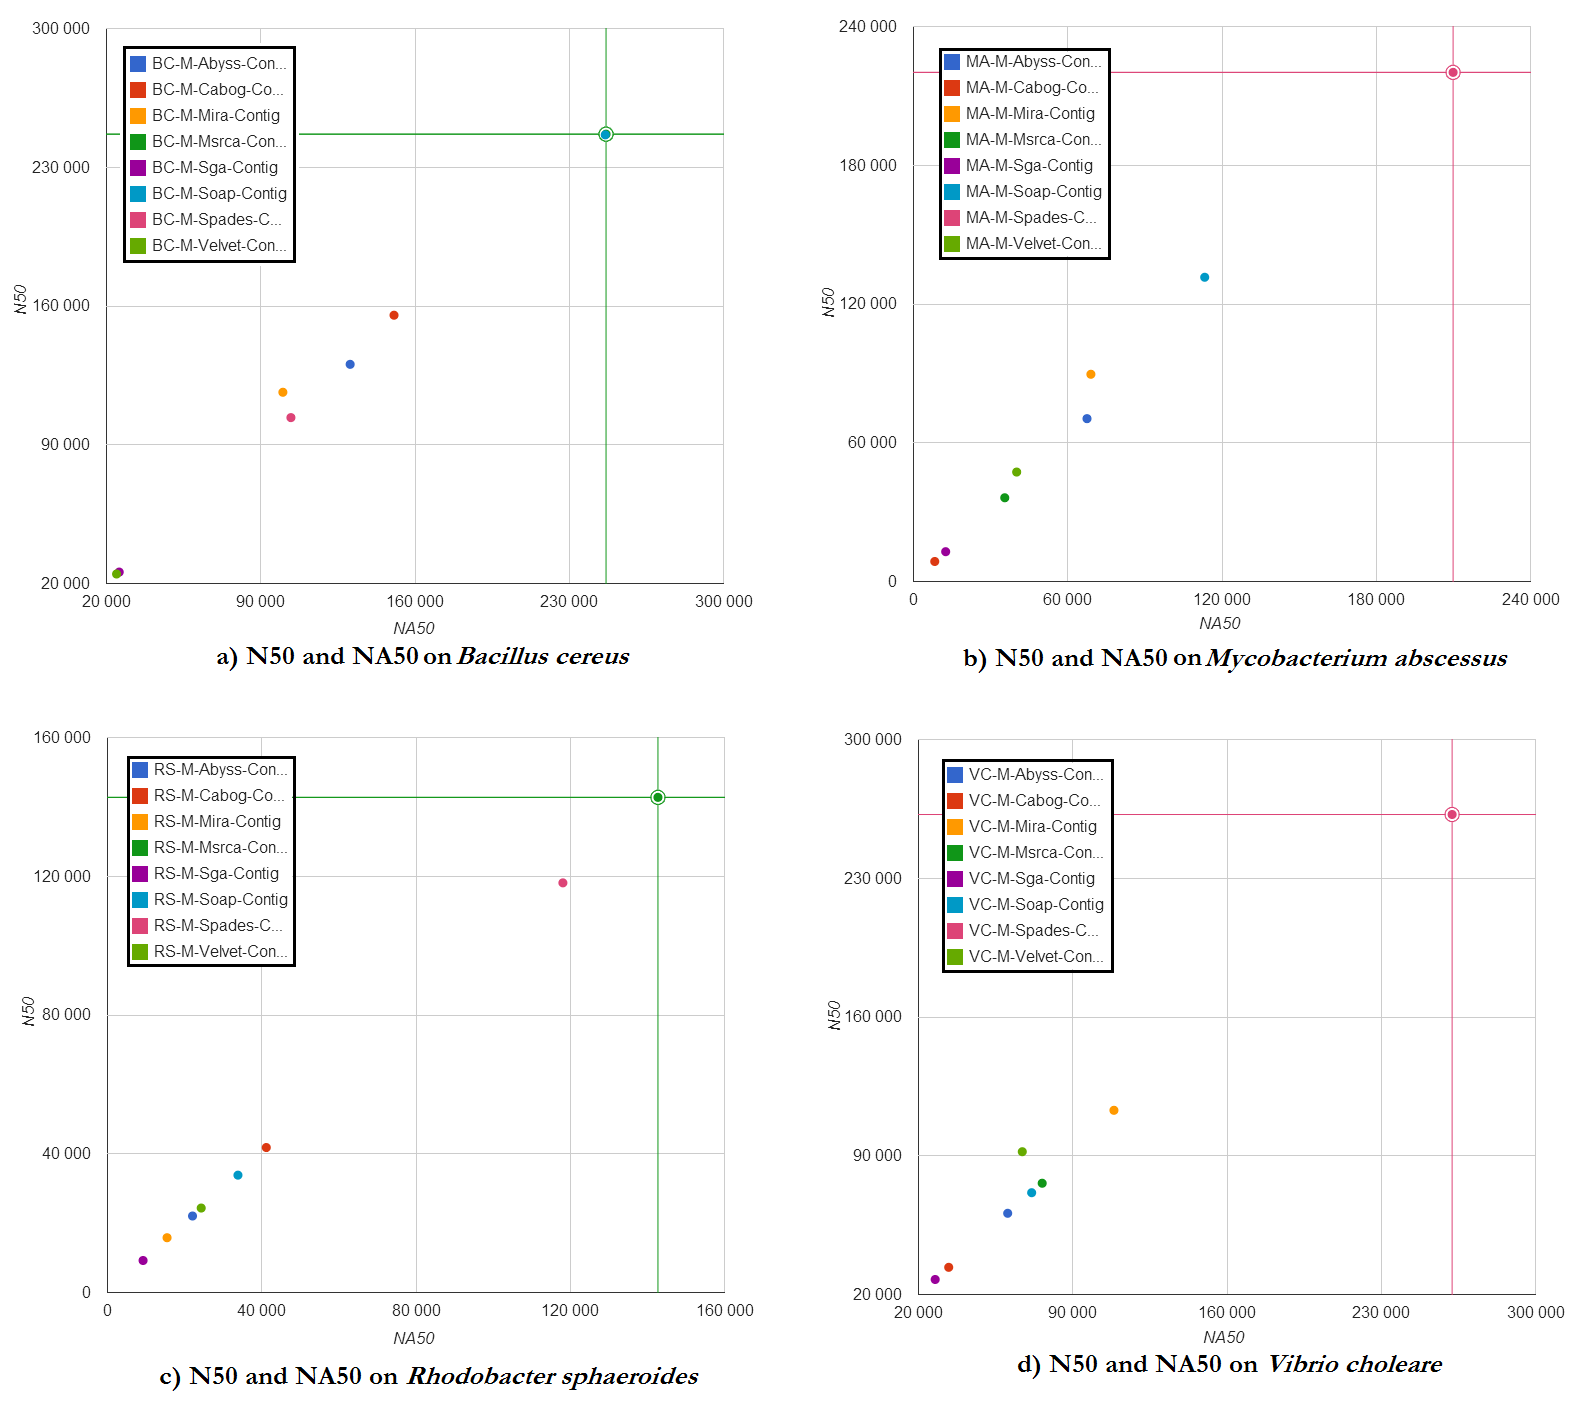 300 000
230 000
160 000
90 000
20 000
N50
BC-M-Abyss-Con...
BC-M-Cabog-Co...
BC-M-Mira-Contig
BC-M-Msrca-Con...
BC-M-Sga-Contig
BC-M-Soap-Contig
BC-M-Spades-C...
BC-M-Velvet-Con...
20 000 90 000 160 000 230 000 300 000
NA50
a) N50 and NA50 on Bacillus cereus
240 000
180 000
120 000
60 000
0
N50
MA-M-Abyss-Con...
MA-M-Cabog-Co...
MA-M-Mira-Contig
MA-M-Msrca-Con...
MA-M-Sga-Contig
MA-M-Soap-Contig
MA-M-Spades-C...
MA-M-Velvet-Con...
0 60 000 120 000 180 000 240 000
NA50
b) N50 and NA50 on Mycobacterium abscessus
160 000
120 000
80 000
40 000
0
N50
RS-M-Abyss-Con...
RS-M-Cabog-Co...
RS-M-Mira-Contig
RS-M-Msrca-Con...
RS-M-Sga-Contig
RS-M-Soap-Contig
RS-M-Spades-C...
RS-M-Velvet-Con...
0 40 000 80 000 120 000 160 000
NA50
c) N50 and NA50 on Rhodobacter sphaeroides
300 000
230 000
160 000
90 000
20 000
N50
VC-M-Abyss-Con...
VC-M-Cabog-Co...
VC-M-Mira-Contig
VC-M-Msrca-Con...
VC-M-Sga-Contig
VC-M-Soap-Contig
VC-M-Spades-C...
VC-M-Velvet-Con...
20 000 90 000 160 000 230 000 300 000
NA50
d) N50 and NA50 on Vibrio choleare